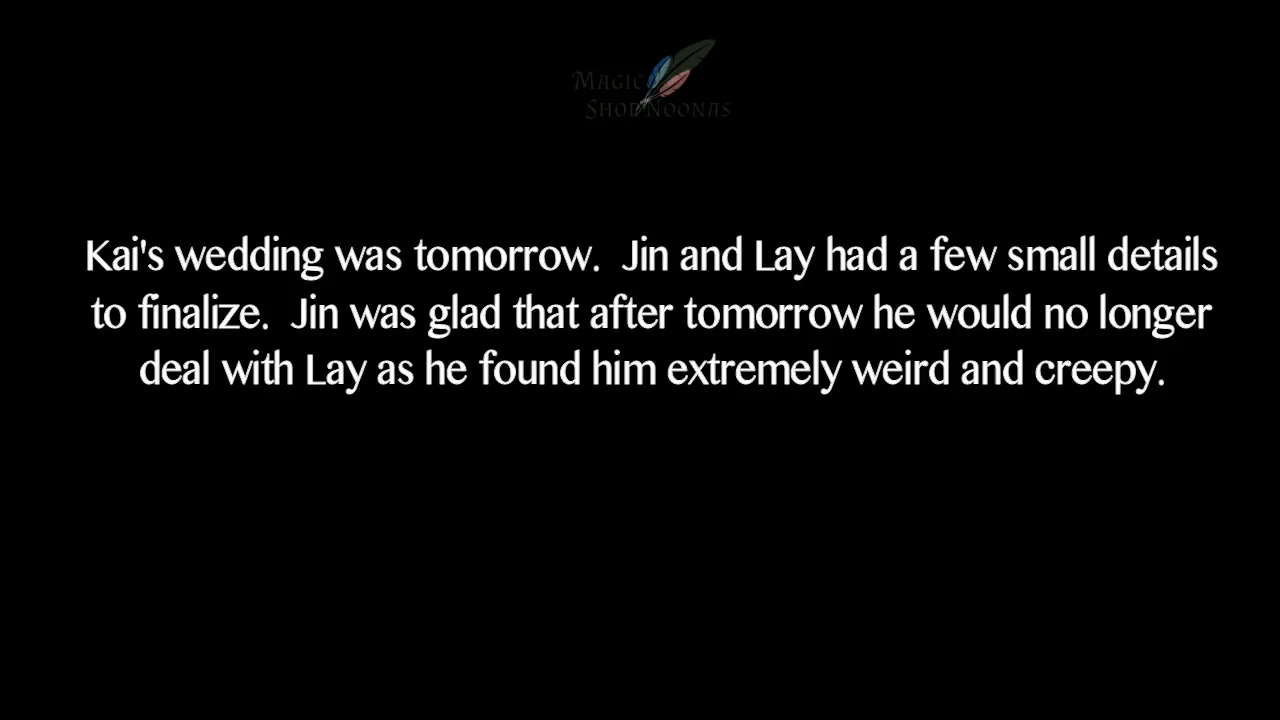 Magic
Shop Noonas
Kai's wedding was tomorrow.  Jin and Lay had a few small details
to finalize.  Jin was glad that after tomorrow he would no longer
deal with Lay as he found him extremely weird and creepy.